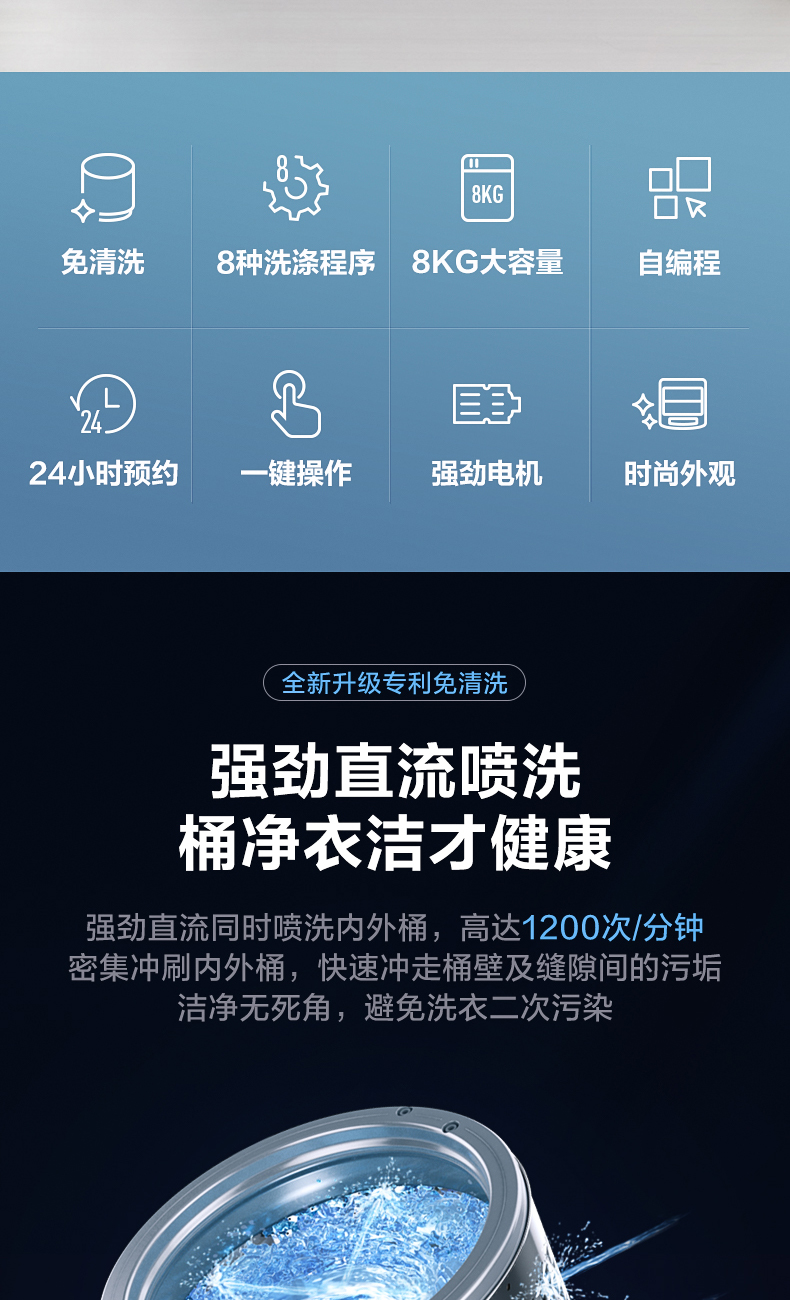 8
8KG
免清洗
8种洗涤程序
8KG大容量
自编程
24
24小时预约
一键操作
强劲电机
时尚外观
全新升级专利免清洗
强劲直流喷洗
桶净衣洁才健康
强劲直流同时喷洗内外桶，高达1200次/分钟
密集冲刷内外桶，快速冲走桶壁及缝隙间的污垢
洁净无死角，避免洗衣二次污染